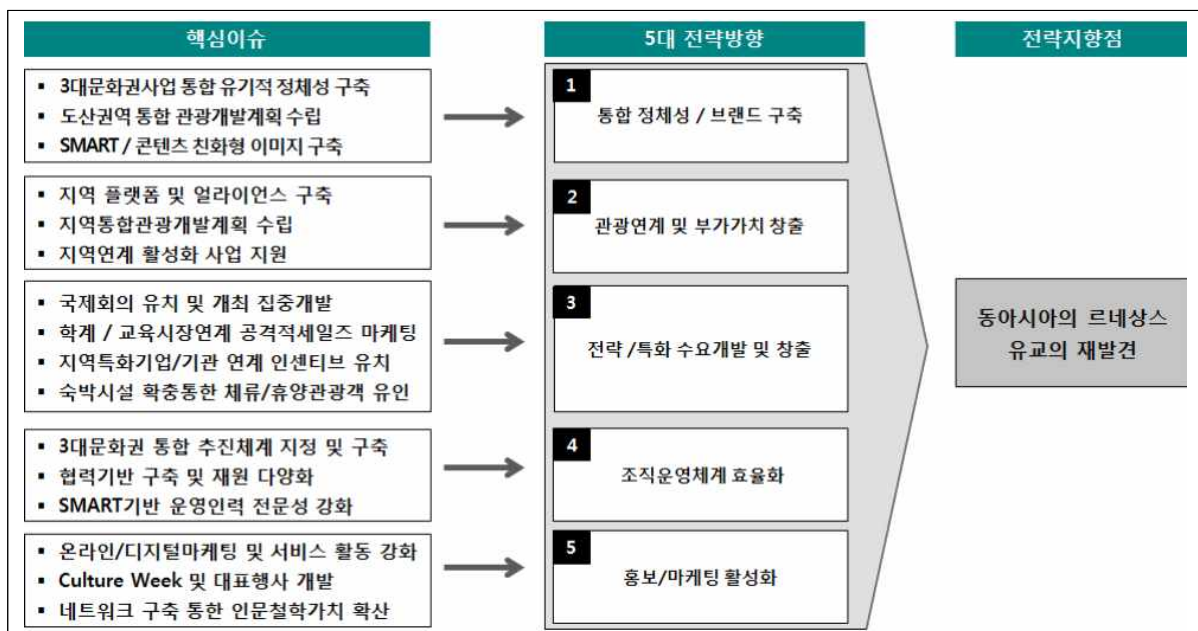 핵심이슈
5대 전략방향
전략지향점
▪ 3대문화권사업 통합 유기적 정체성 구축
▪ 도산권역 통합 관광개발계획 수립
▪ SMART / 콘텐츠 친화형 이미지 구축
1
통합 정체성 / 브랜드 구축
▪ 지역 플랫폼 및 얼라이언스 구축
▪ 지역통합관광개발계획 수립
▪ 지역연계 활성화 사업 지원
2
관광연계 및 부가가치 창출
▪ 국제회의 유치 및 개최 집중개발
▪ 학계 / 교육시장연계 공격적세일즈 마케팅
▪ 지역특화기업/기관 연계 인센티브 유치
▪ 숙박시설 확충통한 체류/휴양관광객 유인
3
전략 /특화 수요개발 및 창출
▪ 3대문화권 통합 추진체계 지정 및 구축
▪ 협력기반 구축 및 재원 다양화
▪ SMART기반 운영인력 전문성 강화
4
조직운영체계 효율화
▪ 온라인/디지털마케팅 및 서비스 활동 강화
▪ Culture Week 및 대표행사 개발
▪ 네트워크 구축 통한 인문철학가치 확산
5
홍보/마케팅 활성화
동아시아의 르네상스
유교의 재발견